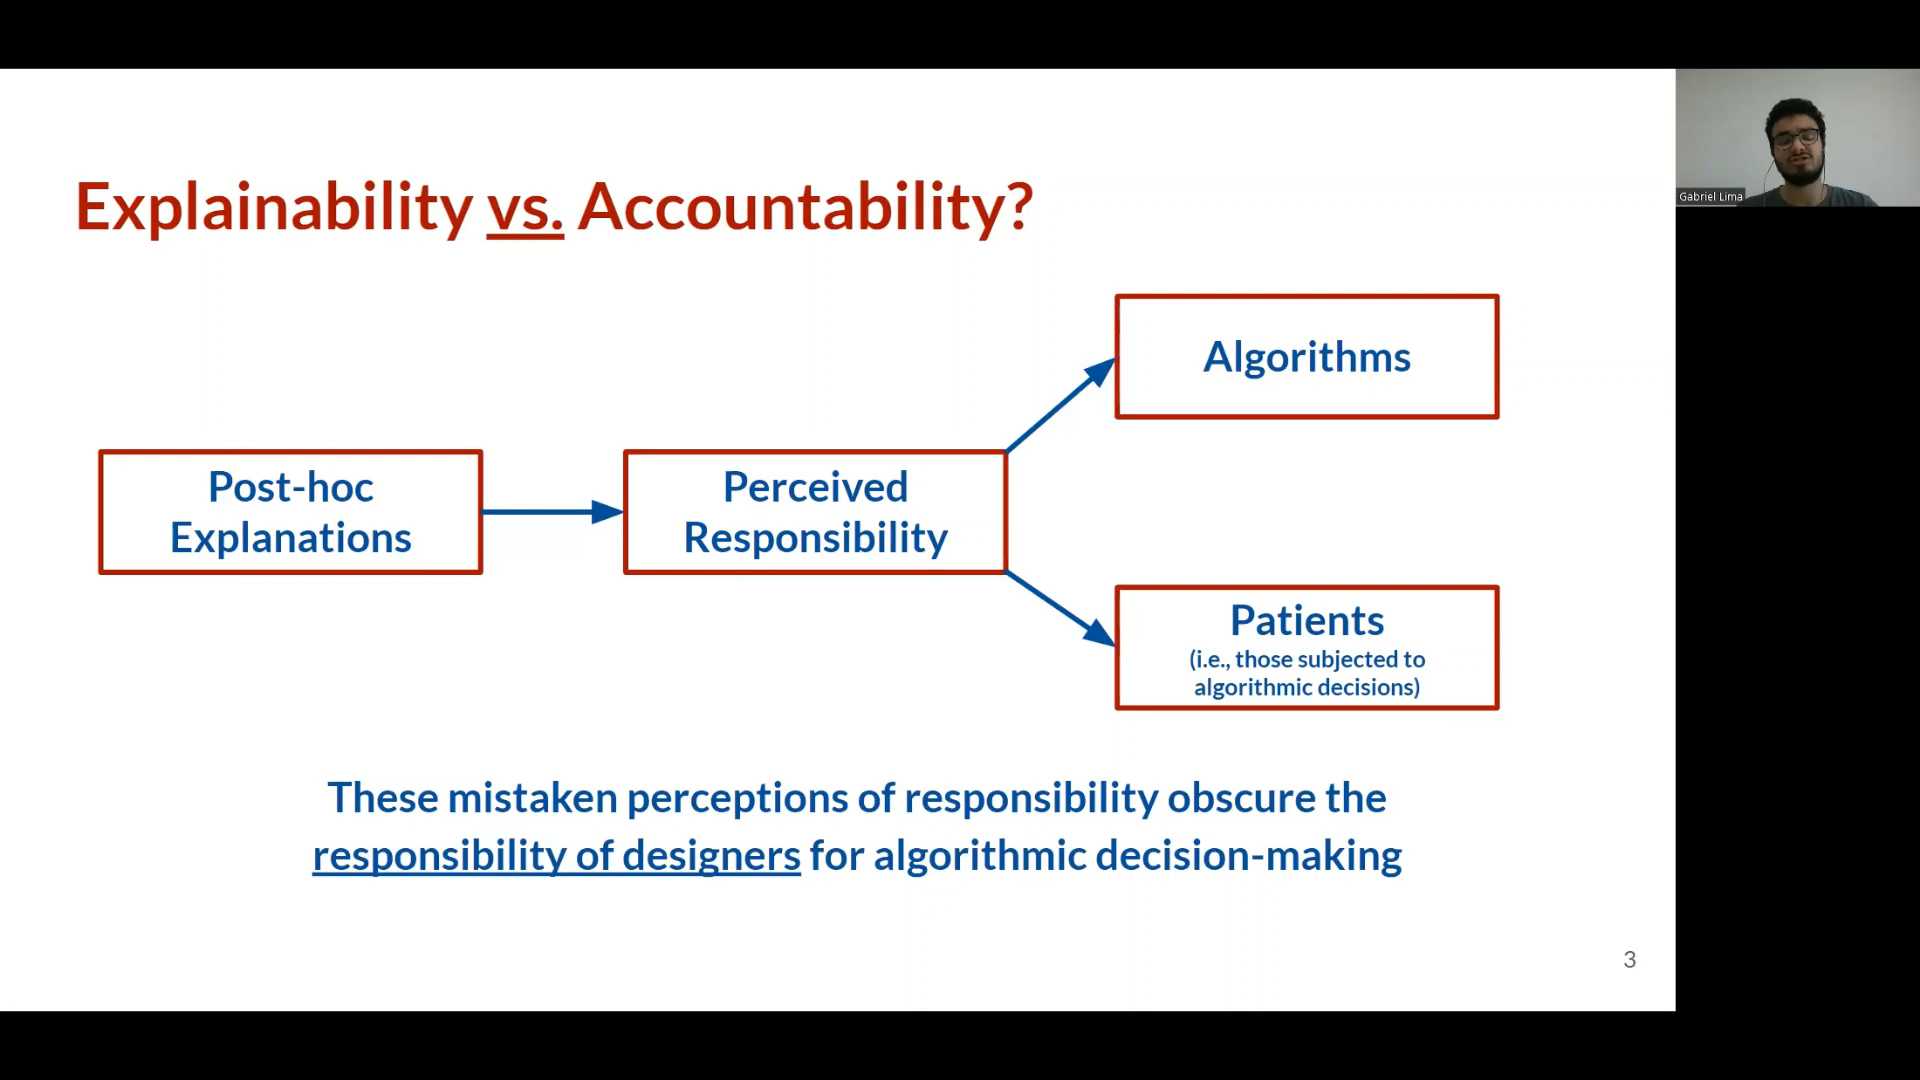 Explainability vs. Accountability?
Gabriel Lima
Algorithms
Post-hoc
Explanations
Perceived
Responsibility
Patients
(i.e., those subjected to
algorithmic decisions)
These mistaken perceptions of responsibility obscure the
responsibility of designers for algorithmic decision-making
3